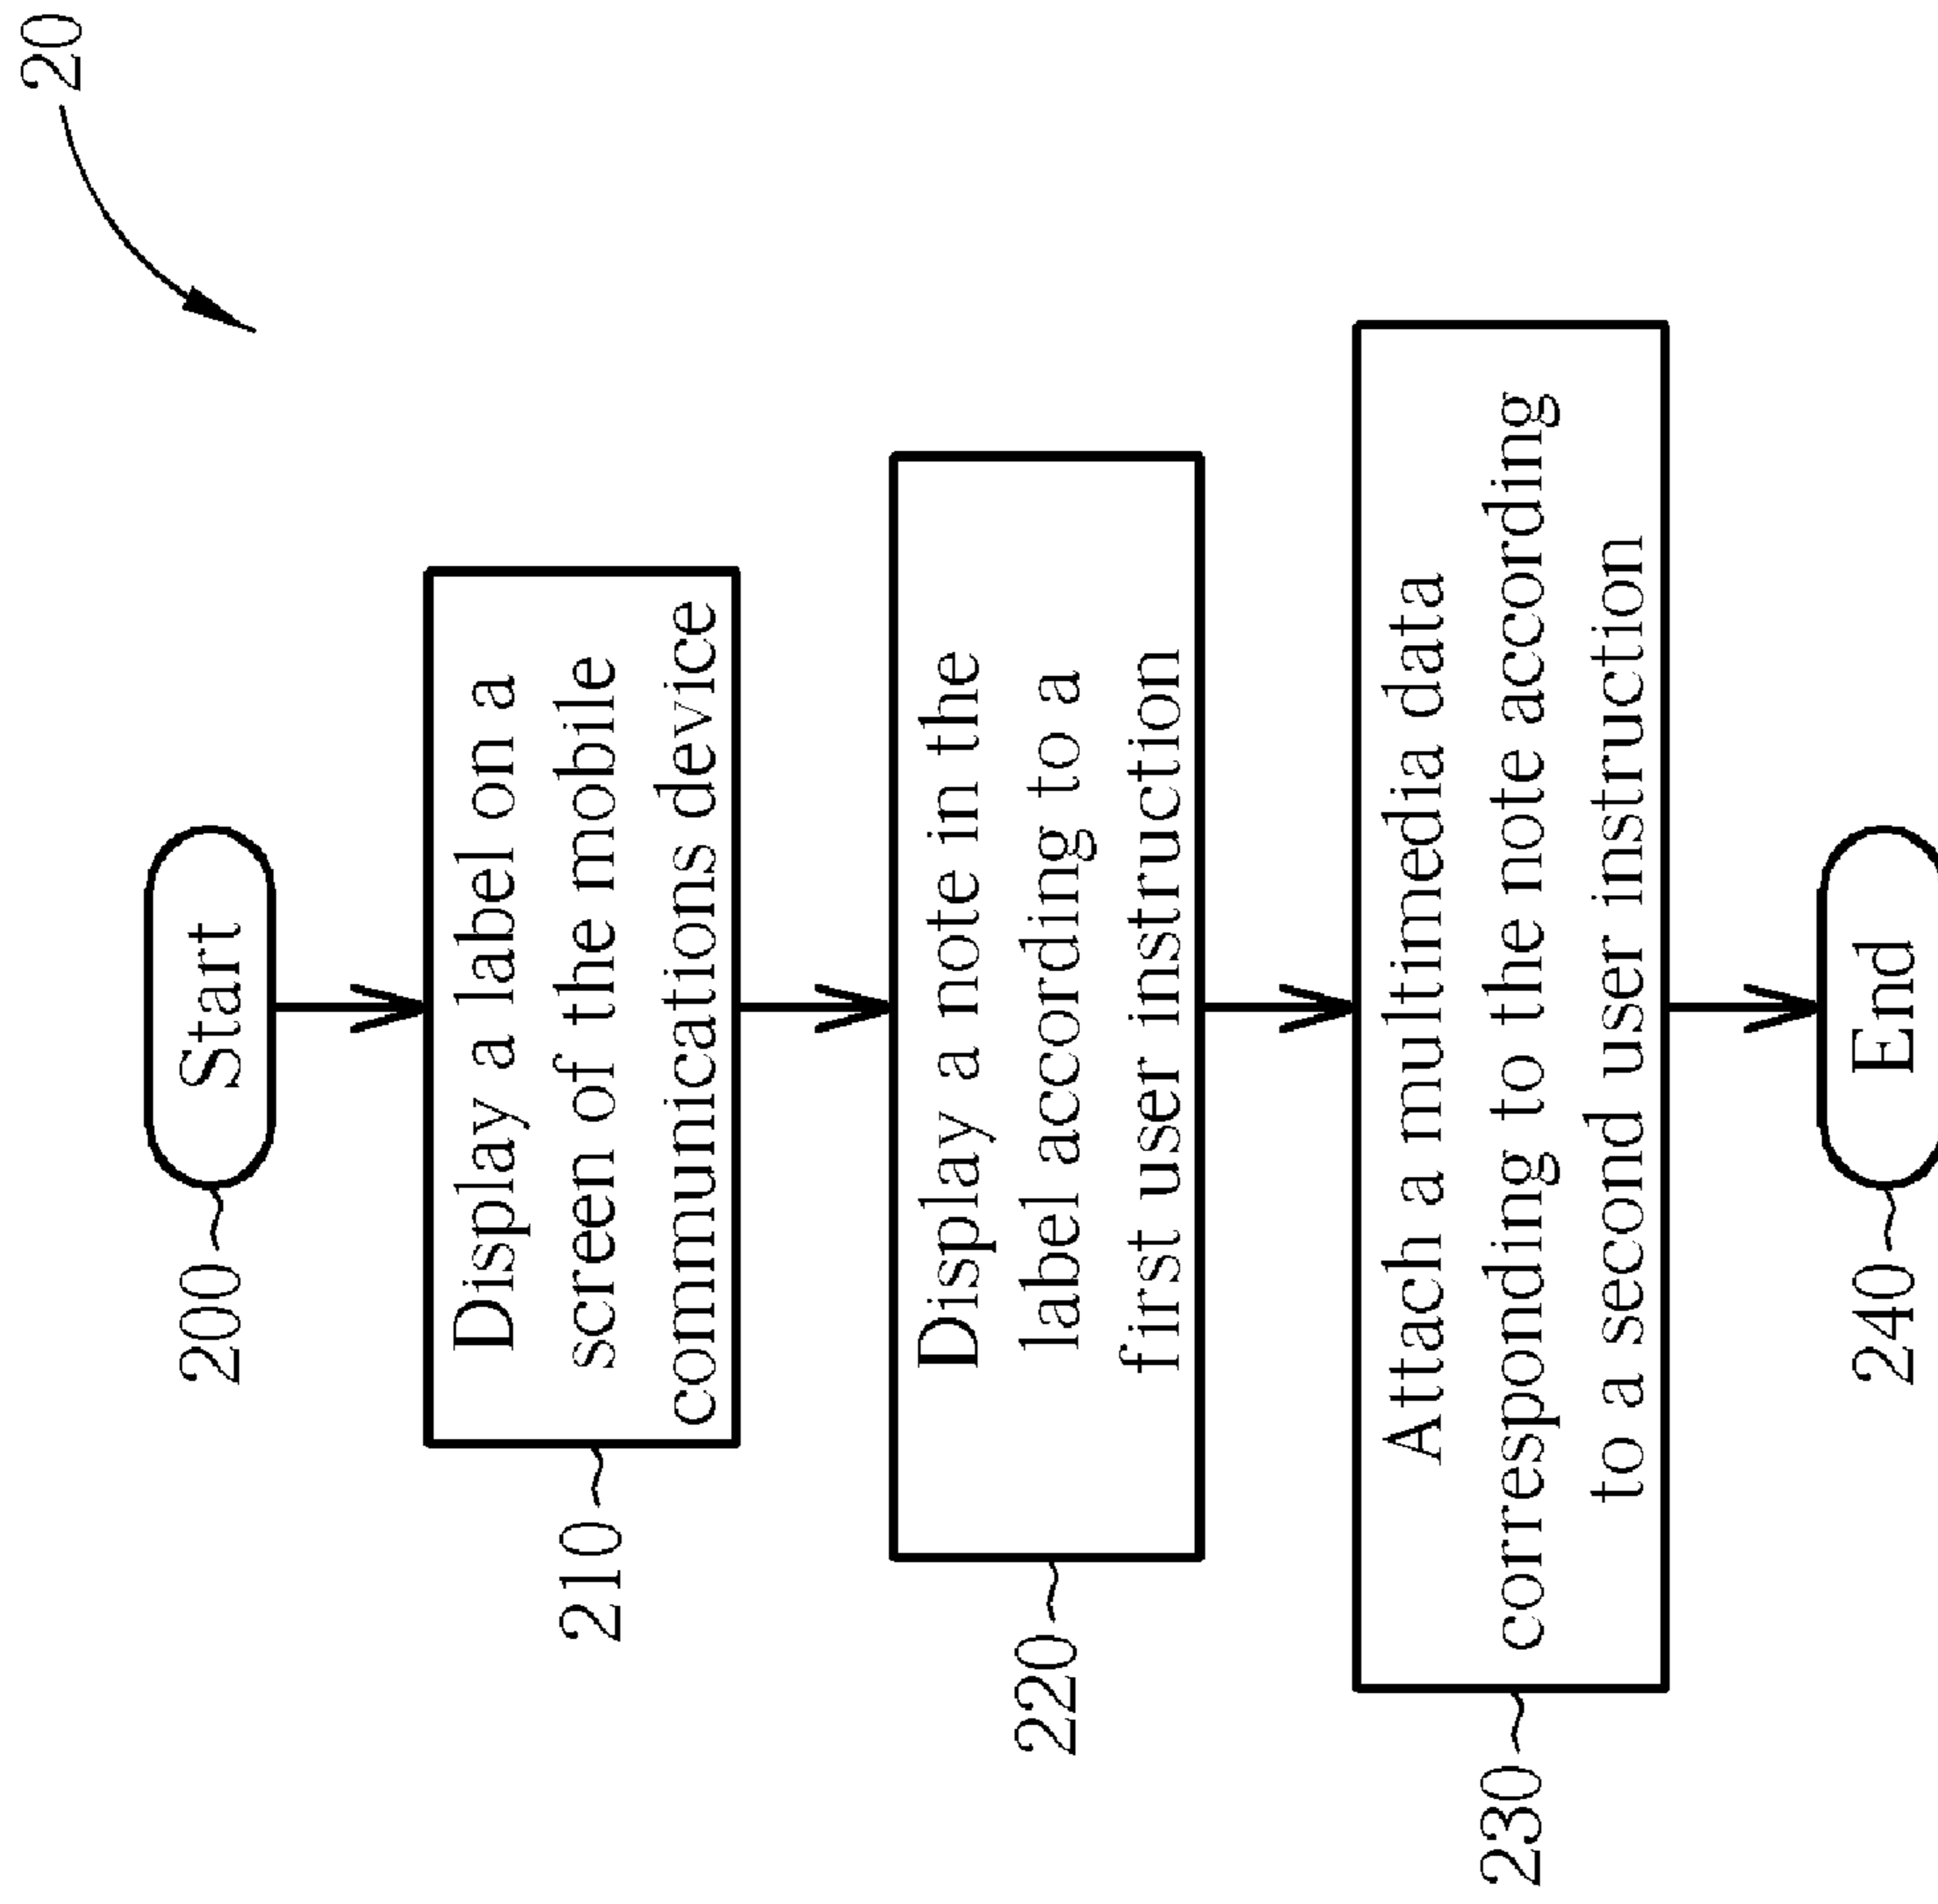 20
200
Start
210
Display a label on a
screen of the mobile
communications device
220
Display a note in the
label according to a
first user instruction
230
Attach a multimedia data
corresponding to the note according
to a second user instruction
240
End